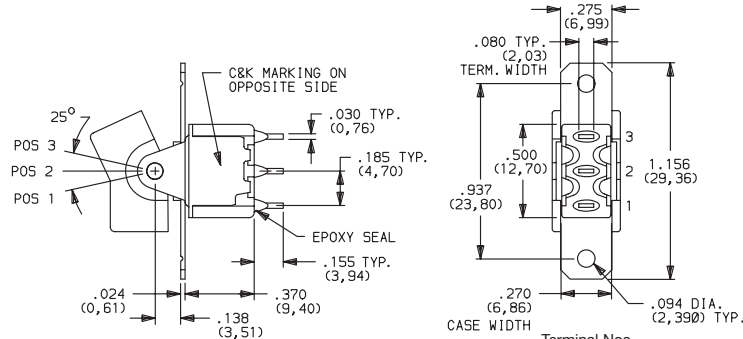 C&K MARKING ON
OPPOSITE SIDE
25°
POS 3
POS 2
POS 1
.030 TYP.
(0,76)
.185 TYP.
(4,70)
EPOXY SEAL
.155 TYP.
(3,94)
.024
(0,61)
.370
(9,40)
.138
(3,51)
.275
(6,99)
.080 TYP.
(2,03)
TERM. WIDTH
.500
(12,70)
.937
(23,80)
3
2
1
1.156
(29,36)
.270
(6,86)
CASE WIDTH
.094 DIA.
(2,390) TYP.